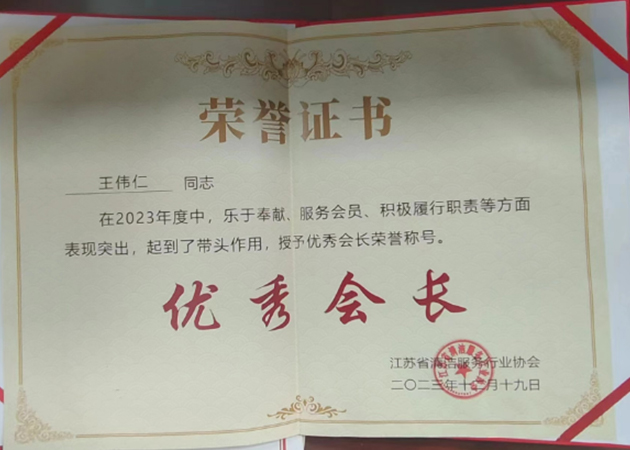 荣誉证书
王伟仁 同志
在2023年度中，乐于奉献、服务会员、积极履行职责等方面
表现突出，起到了带头作用，授予优秀会长荣誉称号。
优秀会长
江苏省清洁服务行业协会
二〇二三年十 月十九日